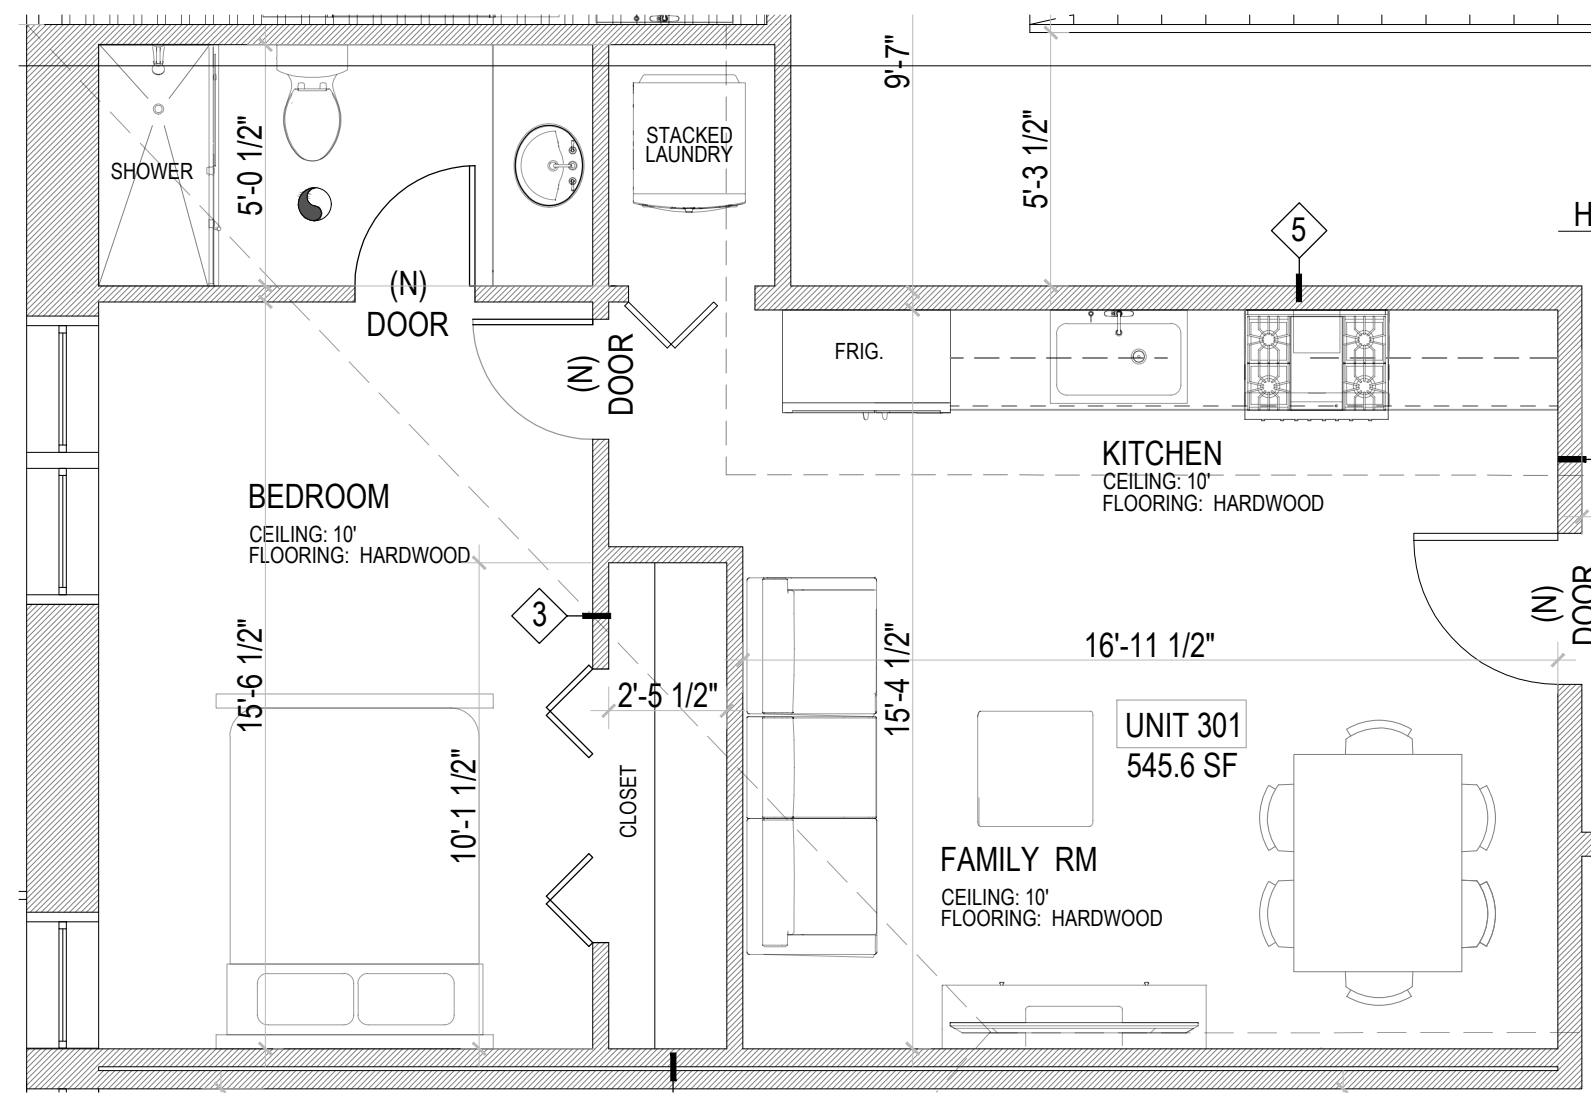 9'-7"
5'-3 1/2"
5'-0 1/2"
SHOWER
STACKED
LAUNDRY
5
H
(N)
DOOR
(N)
DOOR
FRIG.
KITCHEN
CEILING: 10'
FLOORING: HARDWOOD
BEDROOM
CEILING: 10'
FLOORING: HARDWOOD
3
(N)
DOOR
15'-6 1/2"
2'-5 1/2"
15'-4 1/2"
16'-11 1/2"
UNIT 301
545.6 SF
10'-1 1/2"
CLOSET
FAMILY RM
CEILING: 10'
FLOORING: HARDWOOD